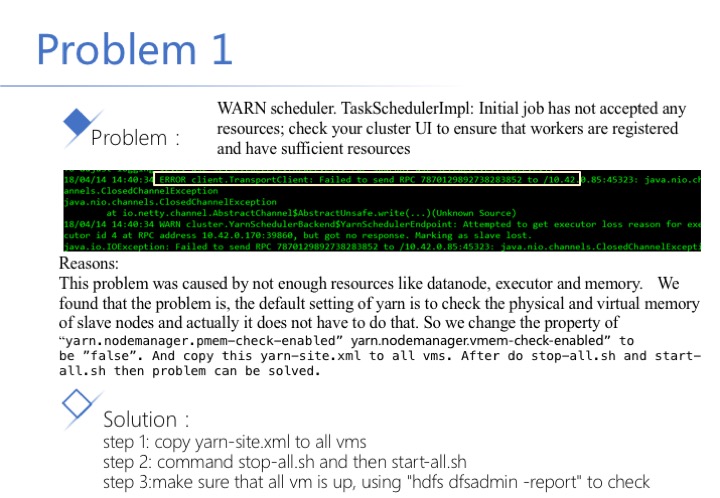 Problem 1
Problem :
WARN scheduler. TaskSchedulerImpl: Initial job has not accepted any
resources; check your cluster UI to ensure that workers are registered
and have sufficient resources
18/04/14 14:40:34 ERROR client.TransportClient: Failed to send RPC 7870129892738283852 to /10.42.0.85:45323: java.nio.ch
annels.ClosedChannelException
java.nio.channels.ClosedChannelException
at io.netty.channel.AbstractChannel$AbstractUnsafe.write(...)(Unknown Source)
18/04/14 14:40:34 WARN cluster.YarnSchedulerBackend$YarnSchedulerEndpoint: Attempted to get executor loss reason for exe
cutor id 4 at RPC address 10.42.0.170:39860, but got no response. Marking as slave lost.
java.io.IOException: Failed to send RPC 7870129892738283852 to /10.42.0.85:45323: java.nio.channels.ClosedChannelExcepti
Reasons:
This problem was caused by not enough resources like datanode, executor and memory. We
found that the problem is, the default setting of yarn is to check the physical and virtual memory
of slave nodes and actually it does not have to do that. So we change the property of
“yarn.nodemanager.pmem-check-enabled” yarn.nodemanager.vmem-check-enabled” to
be ”false”. And copy this yarn-site.xml to all vms. After do stop-all.sh and start-
all.sh then problem can be solved.
Solution :
step 1: copy yarn-site.xml to all vms
step 2: command stop-all.sh and then start-all.sh
step 3:make sure that all vm is up, using "hdfs dfsadmin -report" to check